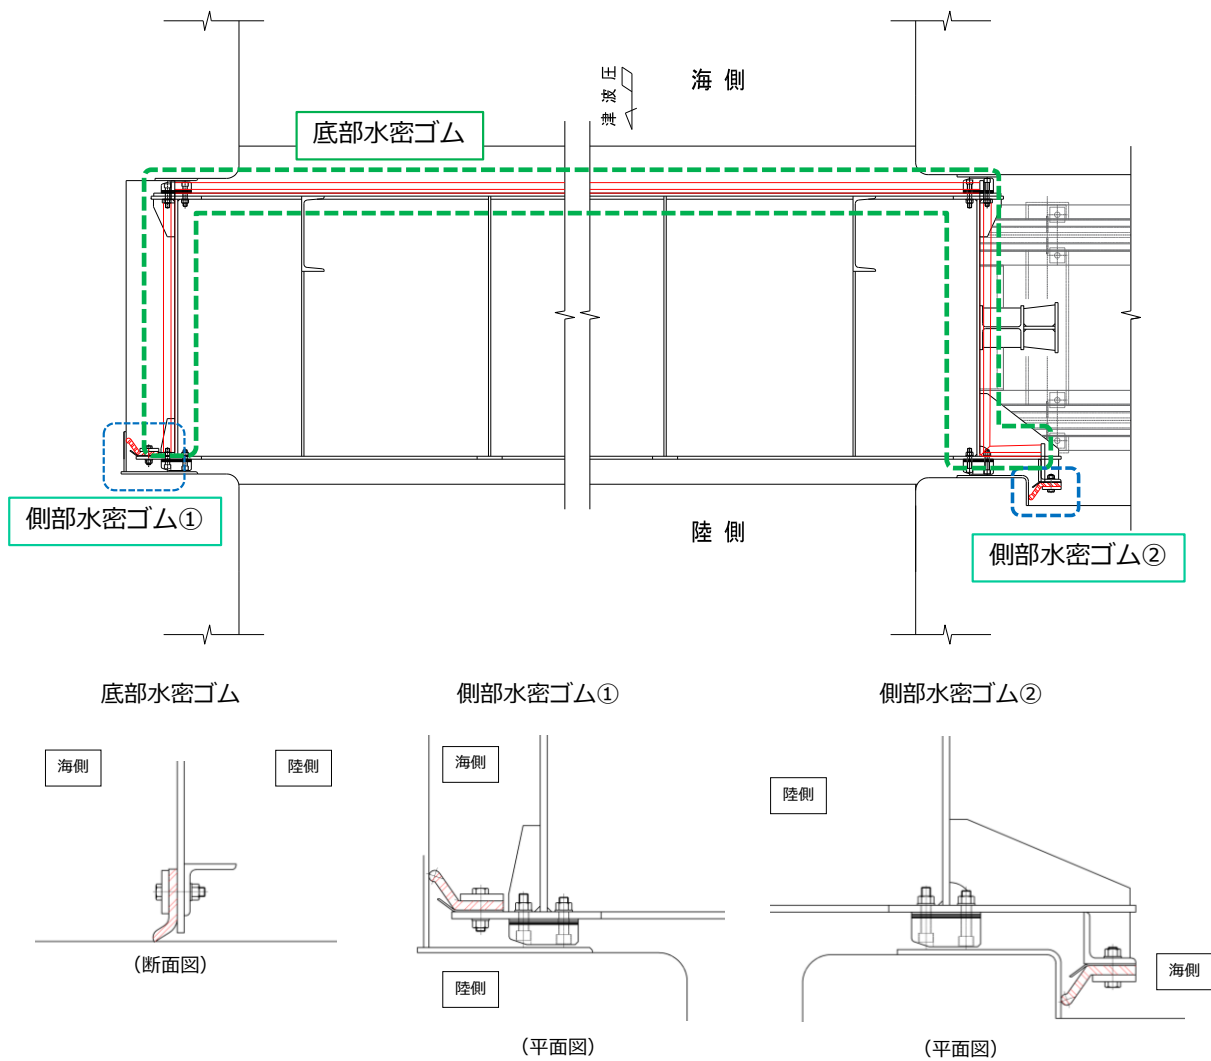 海側
津波圧
底部水密ゴム
側部水密ゴム①
陸側
側部水密ゴム②
底部水密ゴム
側部水密ゴム①
側部水密ゴム②
海側
陸側
海側
陸側
海側
(断面図)
陸側
(平面図)
(平面図)